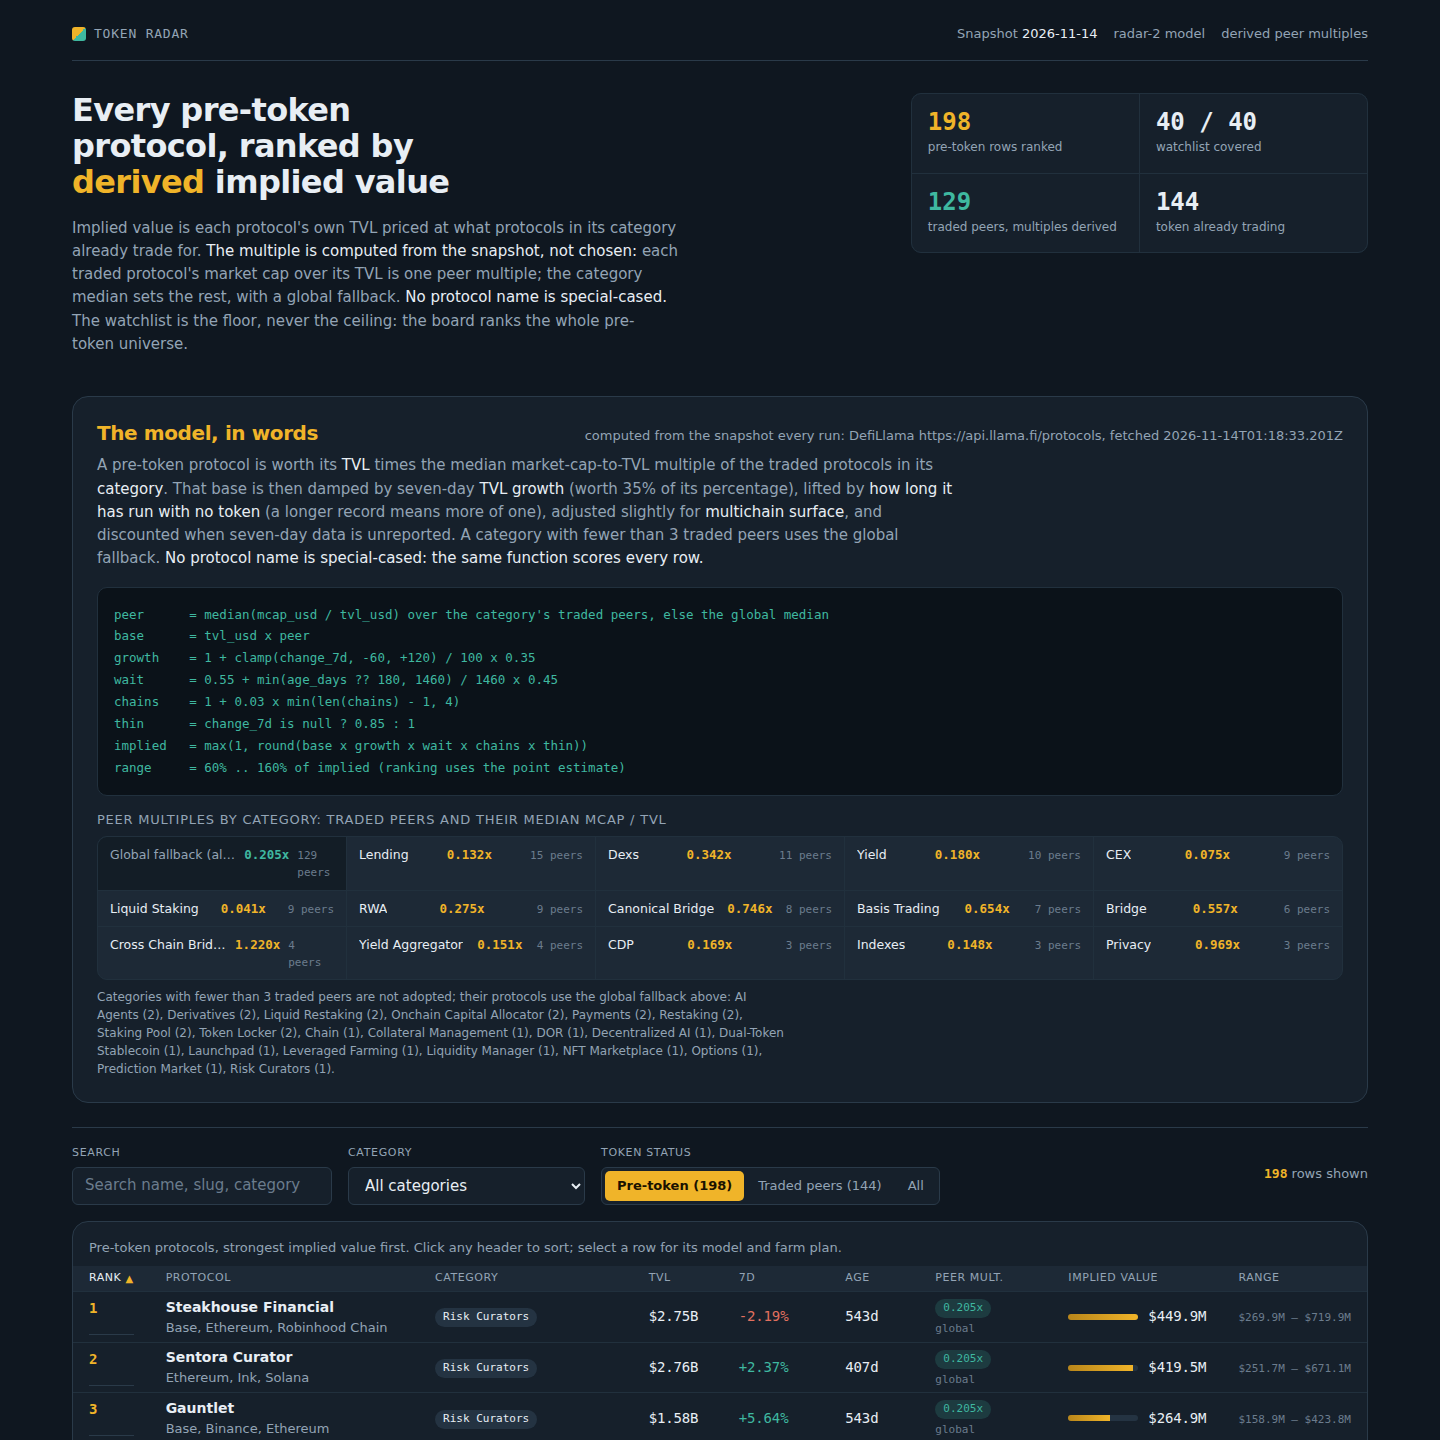 TOKEN RADAR
Snapshot 2026-11-14 radar-2 model derived peer multiples
Every pre-token
protocol, ranked by
derived implied value
Implied value is each protocol's own TVL priced at what protocols in its category
already trade for. The multiple is computed from the snapshot, not chosen: each
traded protocol's market cap over its TVL is one peer multiple; the category
median sets the rest, with a global fallback. No protocol name is special-cased.
The watchlist is the floor, never the ceiling: the board ranks the whole pre-
token universe.
198
pre-token rows ranked
40 / 40
watchlist covered
129
traded peers, multiples derived
144
token already trading
The model, in words
computed from the snapshot every run: DefiLlama https://api.llama.fi/protocols, fetched 2026-11-14T01:18:33.201Z
A pre-token protocol is worth its TVL times the median market-cap-to-TVL multiple of the traded protocols in its
category. That base is then damped by seven-day TVL growth (worth 35% of its percentage), lifted by how long it
has run with no token (a longer record means more of one), adjusted slightly for multichain surface, and
discounted when seven-day data is unreported. A category with fewer than 3 traded peers uses the global
fallback. No protocol name is special-cased: the same function scores every row.
peer = median(mcap_usd / tvl_usd) over the category's traded peers, else the global median
base = tvl_usd x peer
growth = 1 + clamp(change_7d, -60, +120) / 100 x 0.35
wait = 0.55 + min(age_days ?? 180, 1460) / 1460 x 0.45
chains = 1 + 0.03 x min(len(chains) - 1, 4)
thin = change_7d is null ? 0.85 : 1
implied = max(1, round(base x growth x wait x chains x thin))
range = 60% .. 160% of implied (ranking uses the point estimate)
PEER MULTIPLES BY CATEGORY: TRADED PEERS AND THEIR MEDIAN MCAP / TVL
Global fallback (al... 0.205x 129 peers
Lending 0.132x 15 peers
Dexs 0.342x 11 peers
Yield 0.180x 10 peers
CEX 0.075x 9 peers
Liquid Staking 0.041x 9 peers
RWA 0.275x 9 peers
Canonical Bridge 0.746x 8 peers
Basis Trading 0.654x 7 peers
Bridge 0.557x 6 peers
Cross Chain Brid... 1.220x 4 peers
Yield Aggregator 0.151x 4 peers
CDP 0.169x 3 peers
Indexes 0.148x 3 peers
Privacy 0.969x 3 peers
Categories with fewer than 3 traded peers are not adopted; their protocols use the global fallback above: AI
Agents (2), Derivatives (2), Liquid Restaking (2), Onchain Capital Allocator (2), Payments (2), Restaking (2),
Staking Pool (2), Token Locker (2), Chain (1), Collateral Management (1), DOR (1), Decentralized AI (1), Dual-Token
Stablecoin (1), Launchpad (1), Leveraged Farming (1), Liquidity Manager (1), NFT Marketplace (1), Options (1),
Prediction Market (1), Risk Curators (1).
SEARCH
Search name, slug, category
CATEGORY
All categories
TOKEN STATUS
Pre-token (198) Traded peers (144) All
198 rows shown
Pre-token protocols, strongest implied value first. Click any header to sort; select a row for its model and farm plan.
RANK ▲ PROTOCOL CATEGORY TVL 7D AGE PEER MULT. IMPLIED VALUE RANGE
1 Steakhouse Financial Risk Curators $2.75B -2.19% 543d 0.205x $449.9M $269.9M – $719.9M
Base, Ethereum, Robinhood Chain global
2 Sentora Curator Risk Curators $2.76B +2.37% 407d 0.205x $419.5M $251.7M – $671.1M
Ethereum, Ink, Solana global
3 Gauntlet Risk Curators $1.58B +5.64% 543d 0.205x $264.9M $158.9M – $423.8M
Base, Binance, Ethereum global